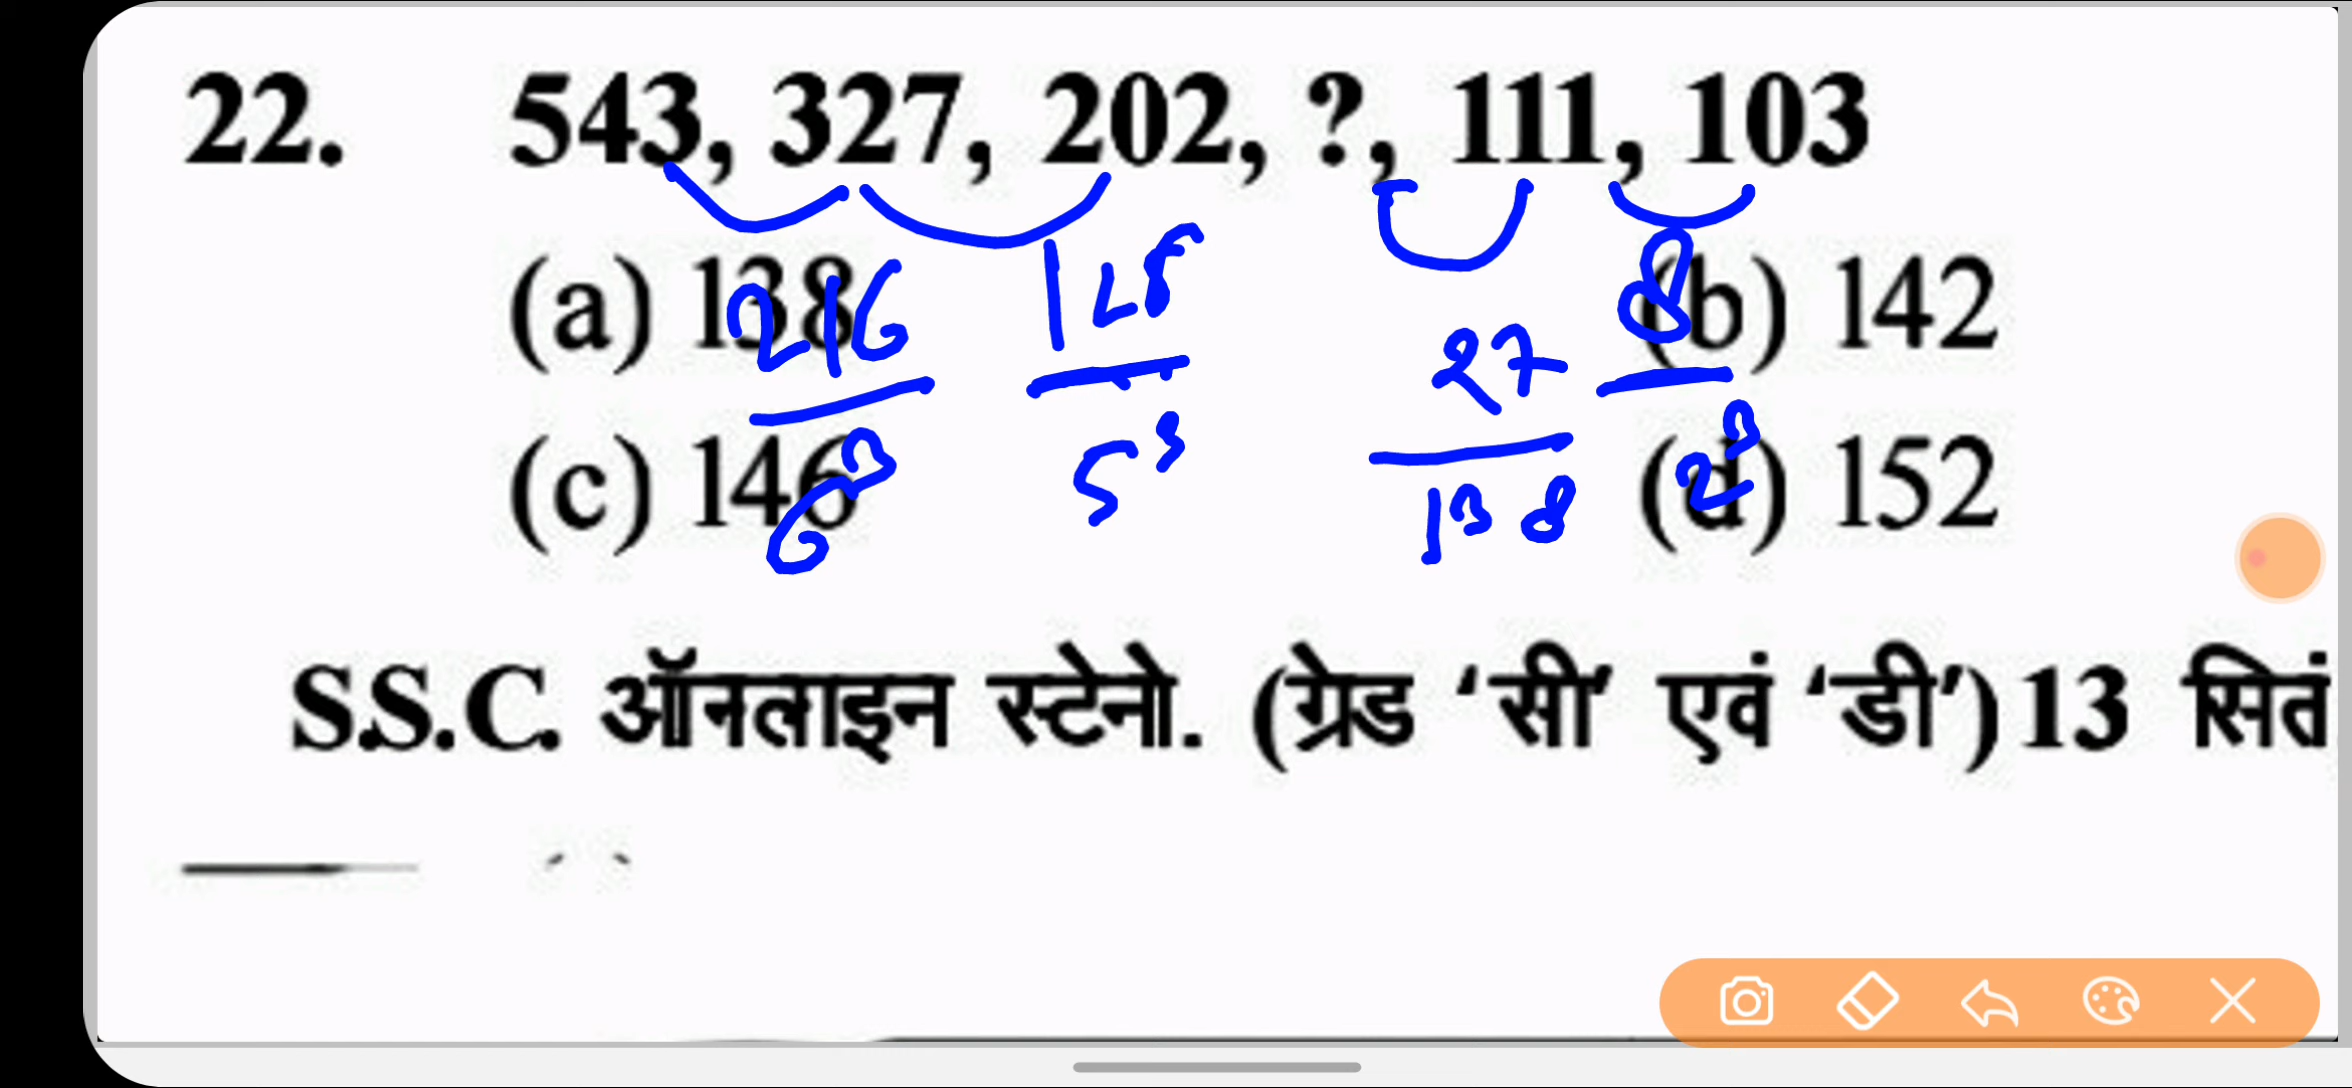 22. 543, 327, 202, ?, 111, 103
(a) 138 (b) 142
216 125 27 8
(c) 146 (d) 152
6³ 5³ 138 2³
S.S.C. ऑनलाइन स्टेनो. (ग्रेड ‘सी’ एवं ‘डी’) 13 सितं